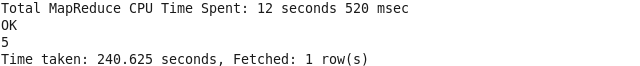 Total MapReduce CPU Time Spent: 12 seconds 520 msec
OK
5
Time taken: 240.625 seconds, Fetched: 1 row(s)